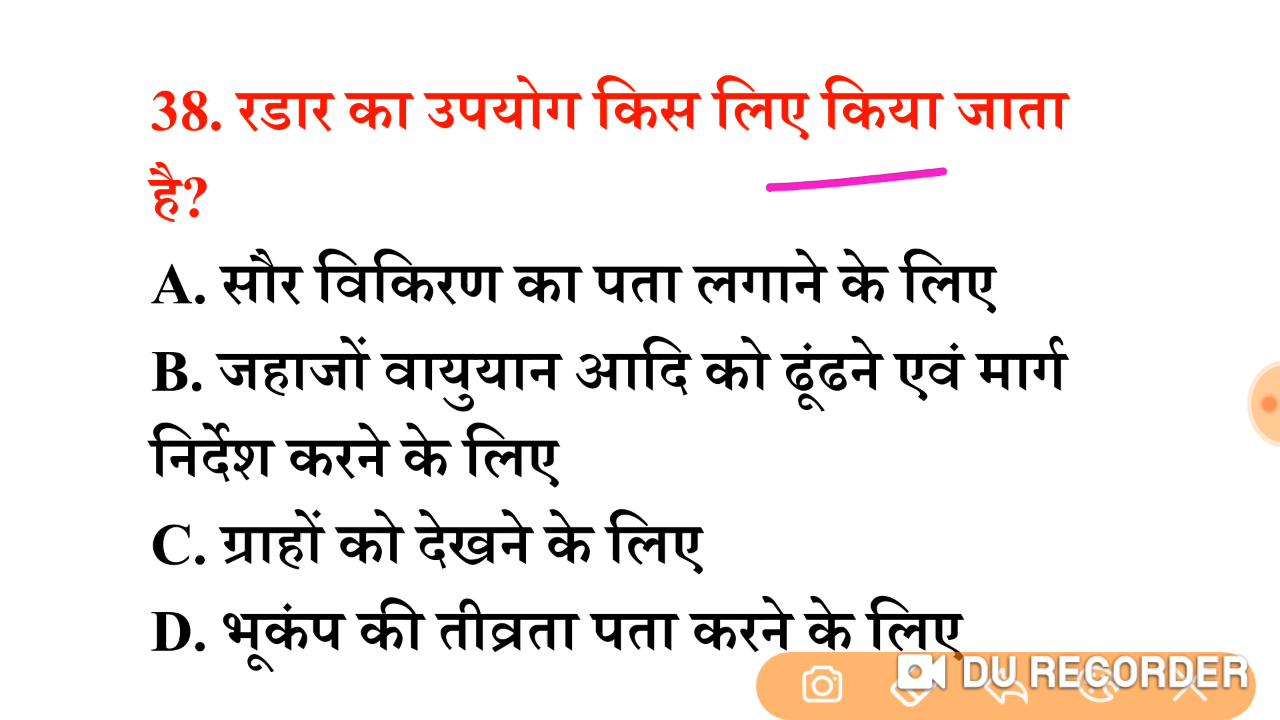 38. रडार का उपयोग किस लिए किया जाता
है?
A. सौर विकिरण का पता लगाने के लिए
B. जहाजों वायुयान आदि को ढूंढने एवं मार्ग
निर्देश करने के लिए
C. ग्राहों को देखने के लिए
D. भूकंप की तीव्रता पता करने के लिए
DU RECORDER